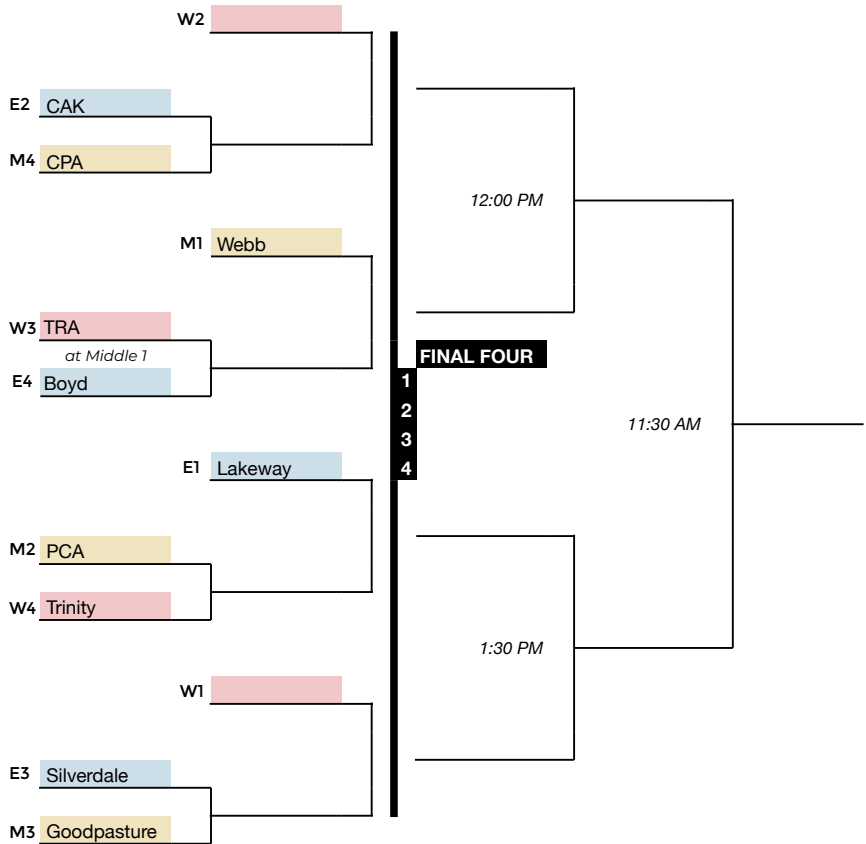 W2
E2 CAK
M4 CPA
12:00 PM
M1 Webb
W3 TRA
at Middle 1
FINAL FOUR
E4 Boyd
1
2
3
4
11:30 AM
E1 Lakeway
M2 PCA
W4 Trinity
1:30 PM
W1
E3 Silverdale
M3 Goodpasture